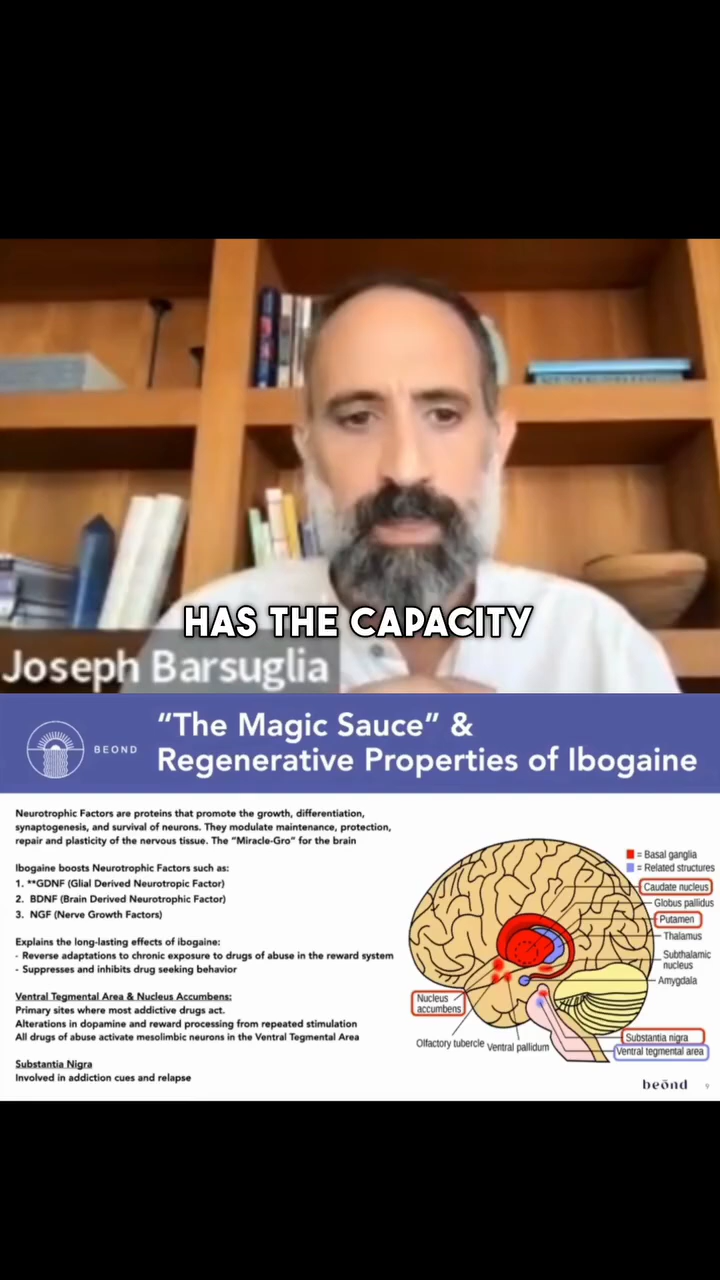 HAS THE CAPACITY
Joseph Barsuglia
BEOND
“The Magic Sauce” &
Regenerative Properties of Ibogaine
Neurotrophic Factors are proteins that promote the growth, differentiation,
synaptogenesis, and survival of neurons. They modulate maintenance, protection,
repair and plasticity of the nervous tissue. The “Miracle-Gro” for the brain
Ibogaine boosts Neurotrophic Factors such as:
1. **GDNF (Glial Derived Neurotropic Factor)
2. BDNF (Brain Derived Neurotrophic Factor)
3. NGF (Nerve Growth Factors)
Explains the long-lasting effects of ibogaine:
- Reverse adaptations to chronic exposure to drugs of abuse in the reward system
- Suppresses and inhibits drug seeking behavior
Ventral Tegmental Area & Nucleus Accumbens:
Primary sites where most addictive drugs act.
Alterations in dopamine and reward processing from repeated stimulation
All drugs of abuse activate mesolimbic neurons in the Ventral Tegmental Area
Substantia Nigra
Involved in addiction cues and relapse
= Basal ganglia
= Related structures
Caudate nucleus
Globus pallidus
Putamen
Thalamus
Subthalamic
nucleus
Amygdala
Nucleus
accumbens
Substantia nigra
Olfactory tubercle
Ventral pallidum
Ventral tegmental area
beōnd
9